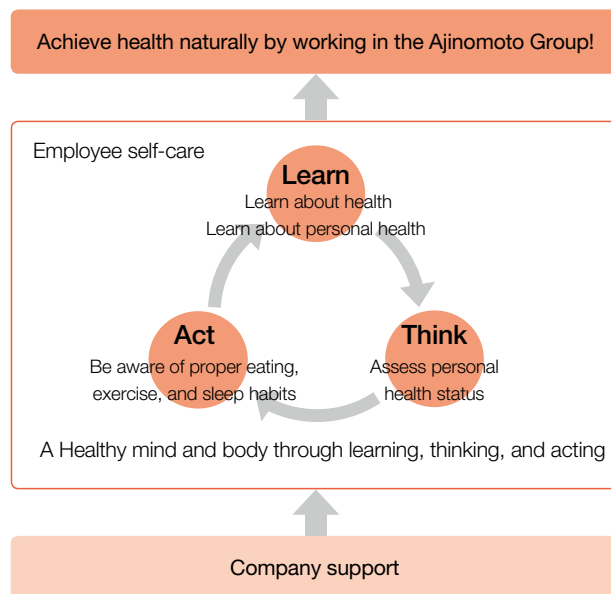 Achieve health naturally by working in the Ajinomoto Group!
Employee self-care
Learn
Learn about health
Learn about personal health
Act
Be aware of proper eating,
exercise, and sleep habits
Think
Assess personal
health status
A Healthy mind and body through learning, thinking, and acting
Company support